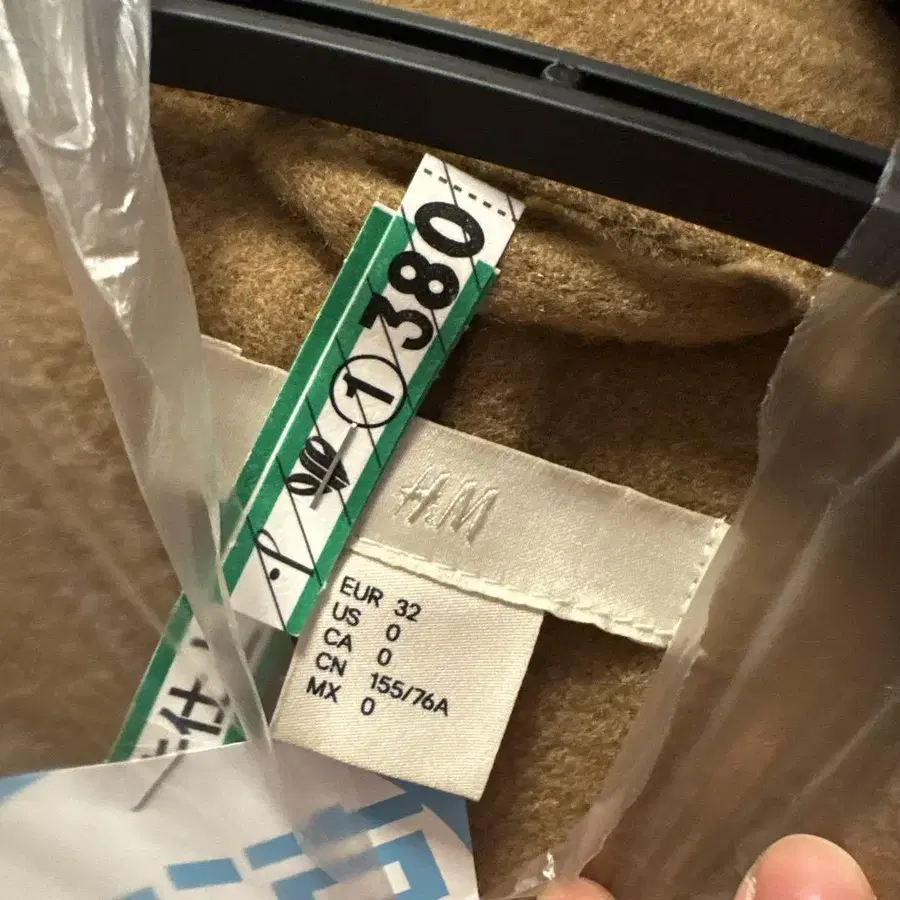 ① 380
H&M
EUR 32
US 0
CA 0
CN 155/76A
MX 0